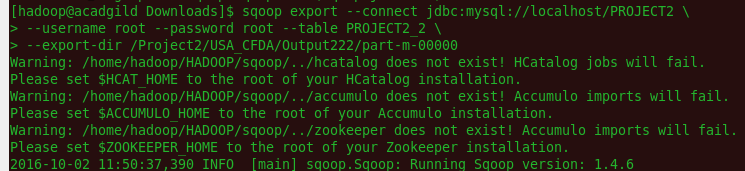 [hadoop@acadgild Downloads]$ sqoop export --connect jdbc:mysql://localhost/PROJECT2 \
> --username root --password root --table PROJECT2_2 \
> --export-dir /Project2/USA_CFDA/Output222/part-m-00000
Warning: /home/hadoop/HADOOP/sqoop/../hcatalog does not exist! HCatalog jobs will fail.
Please set $HCAT_HOME to the root of your HCatalog installation.
Warning: /home/hadoop/HADOOP/sqoop/../accumulo does not exist! Accumulo imports will fail.
Please set $ACCUMULO_HOME to the root of your Accumulo installation.
Warning: /home/hadoop/HADOOP/sqoop/../zookeeper does not exist! Accumulo imports will fail.
Please set $ZOOKEEPER_HOME to the root of your Zookeeper installation.
2016-10-02 11:50:37,390 INFO  [main] sqoop.Sqoop: Running Sqoop version: 1.4.6